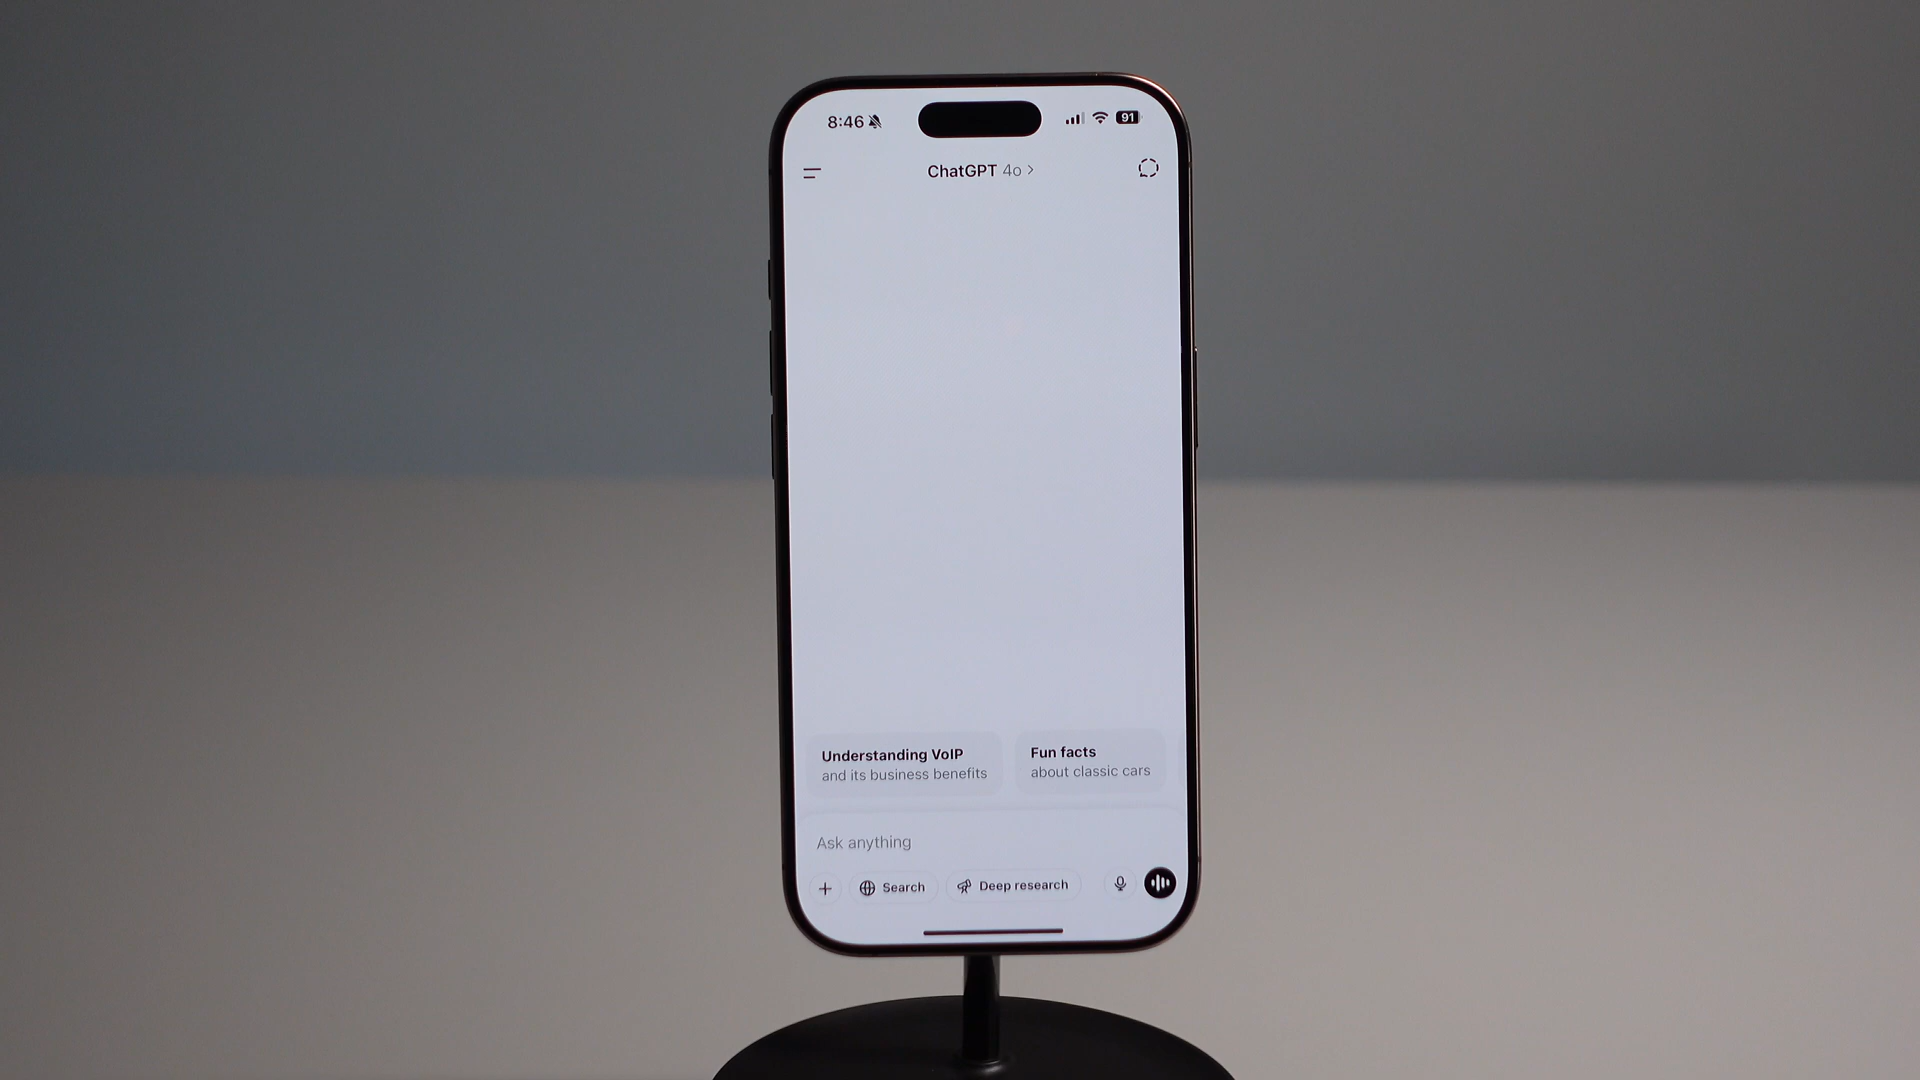 8:46
91
ChatGPT 4o >
Understanding VoIP
and its business benefits
Fun facts
about classic cars
Ask anything
Search
Deep research